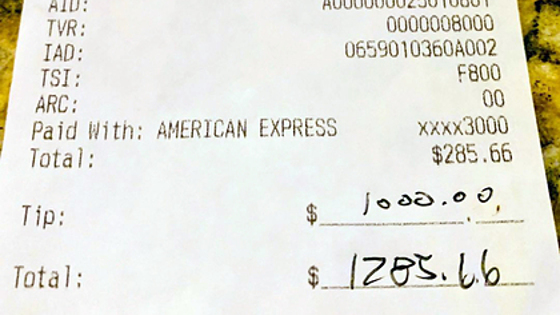 AID:
TVR: 0000008000
IAD: 0659010360A002
TSI: F800
ARC: 00
Paid With: AMERICAN EXPRESS xxxx3000
Total: $285.66
Tip: $ 1000.00
Total: $ 1285.66